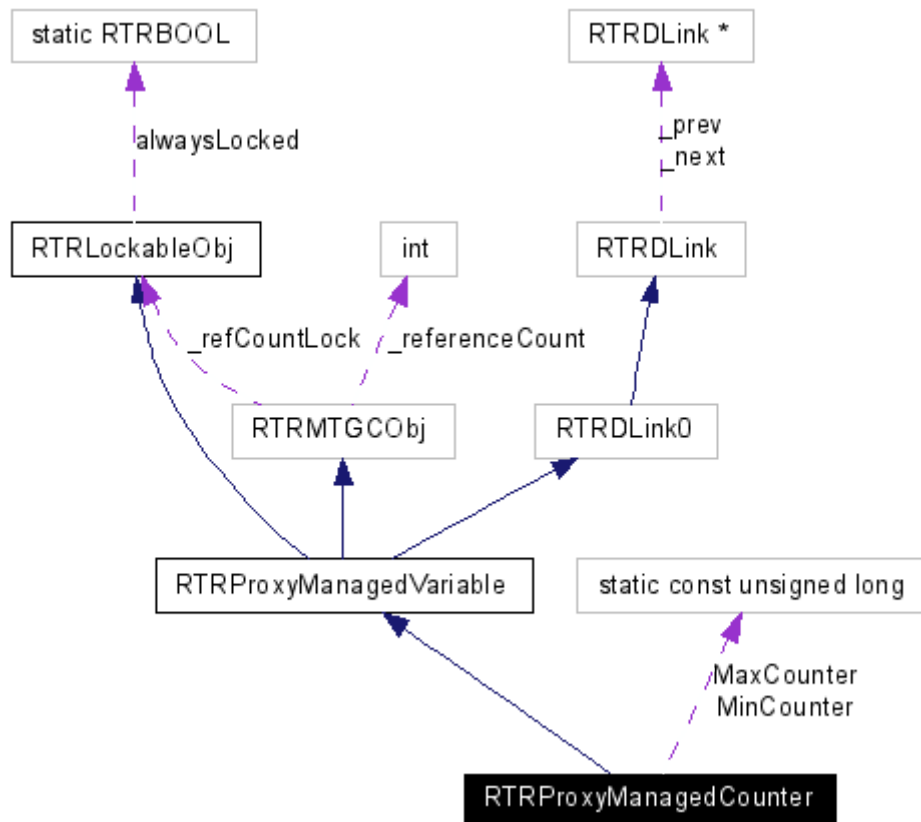 static RTRBOOL
RTRDLink *
alwaysLocked
_prev
_next
RTRLockableObj
int
RTRDLink
_refCountLock
_referenceCount
RTRMTGCObj
RTRDLink0
RTRProxyManagedVariable
static const unsigned long
MaxCounter
MinCounter
RTRProxyManagedCounter